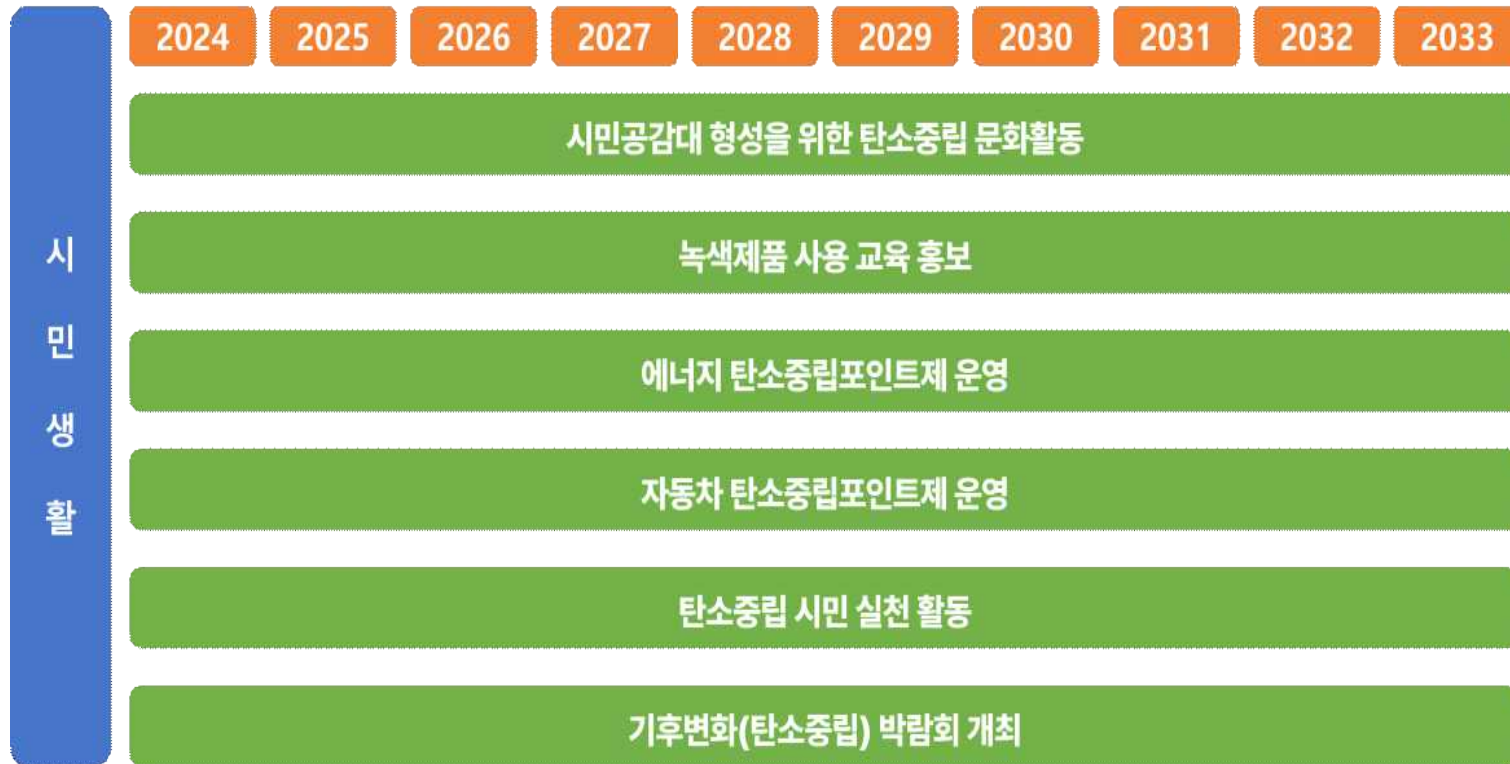 2024 2025 2026 2027 2028 2029 2030 2031 2032 2033
시민생활
시민공감대 형성을 위한 탄소중립 문화활동
녹색제품 사용 교육 홍보
에너지 탄소중립포인트제 운영
자동차 탄소중립포인트제 운영
탄소중립 시민 실천 활동
기후변화(탄소중립) 박람회 개최